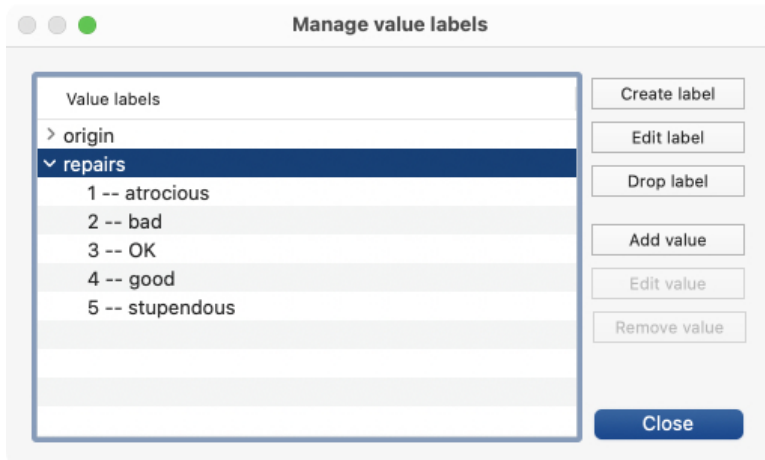 Manage value labels
Value labels
origin
repairs
1 -- atrocious
2 -- bad
3 -- OK
4 -- good
5 -- stupendous
Create label
Edit label
Drop label
Add value
Edit value
Remove value
Close